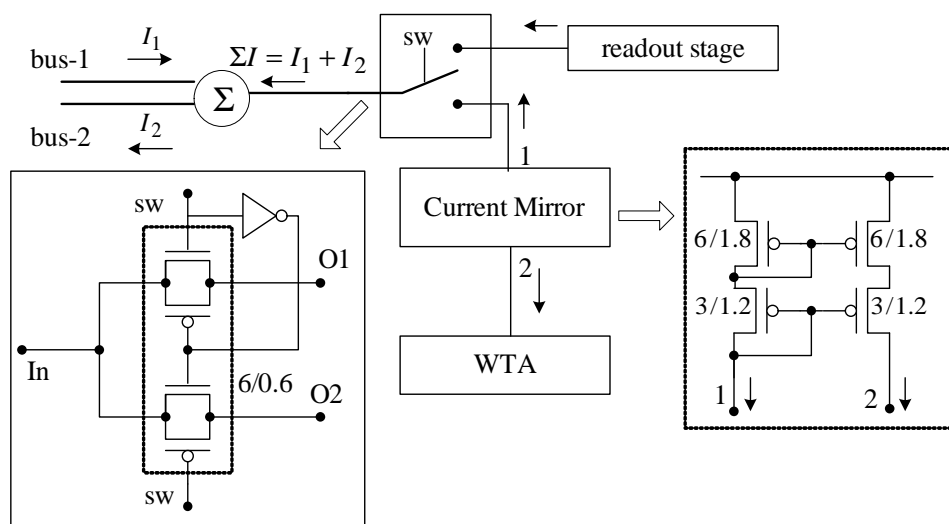 bus-1
I₁
ΣI = I₁ + I₂
Σ
bus-2
I₂
sw
readout stage
1
Current Mirror
2
WTA
sw
O1
In
6/0.6
O2
sw
6/1.8
6/1.8
3/1.2
3/1.2
1
2